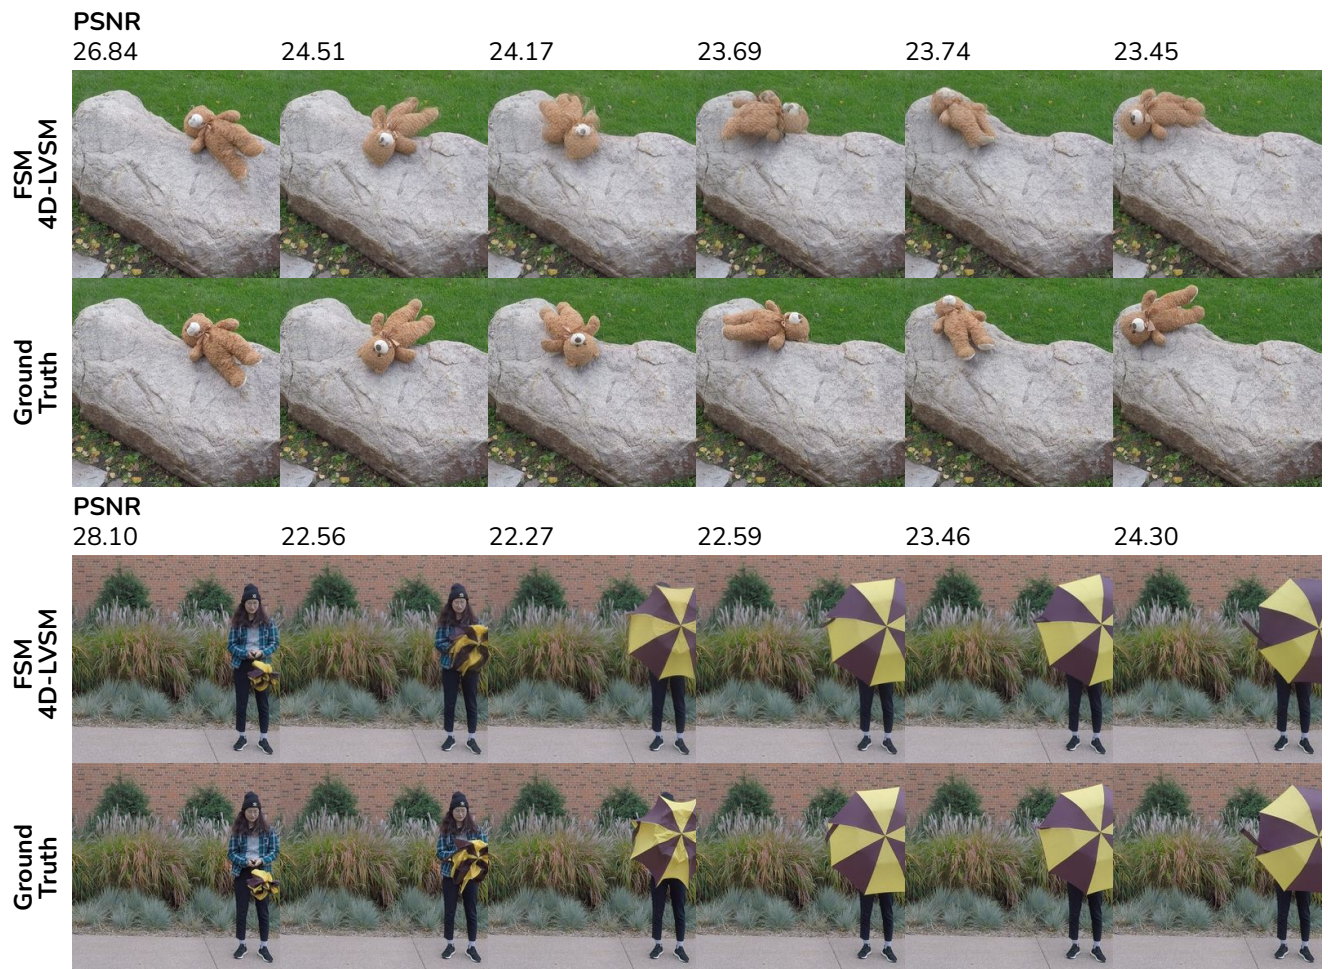 PSNR
26.84 24.51 24.17 23.69 23.74 23.45
FSM
4D-LVSM
Ground
Truth
PSNR
28.10 22.56 22.27 22.59 23.46 24.30
FSM
4D-LVSM
Ground
Truth